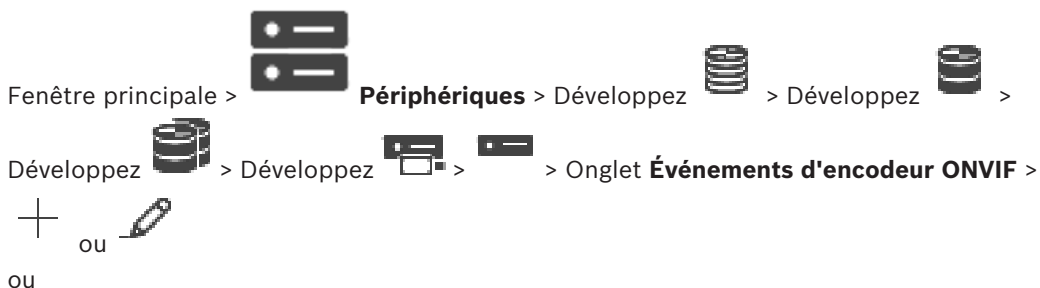 Fenêtre principale > Périphériques > Développez > Développez >
Développez > Développez > > Onglet Événements d'encodeur ONVIF >
ou
ou